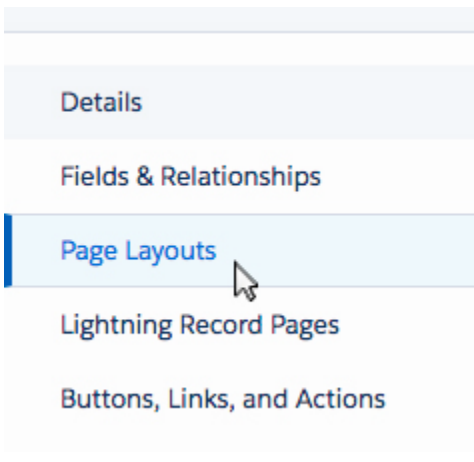 Details
Fields & Relationships
Page Layouts
Lightning Record Pages
Buttons, Links, and Actions